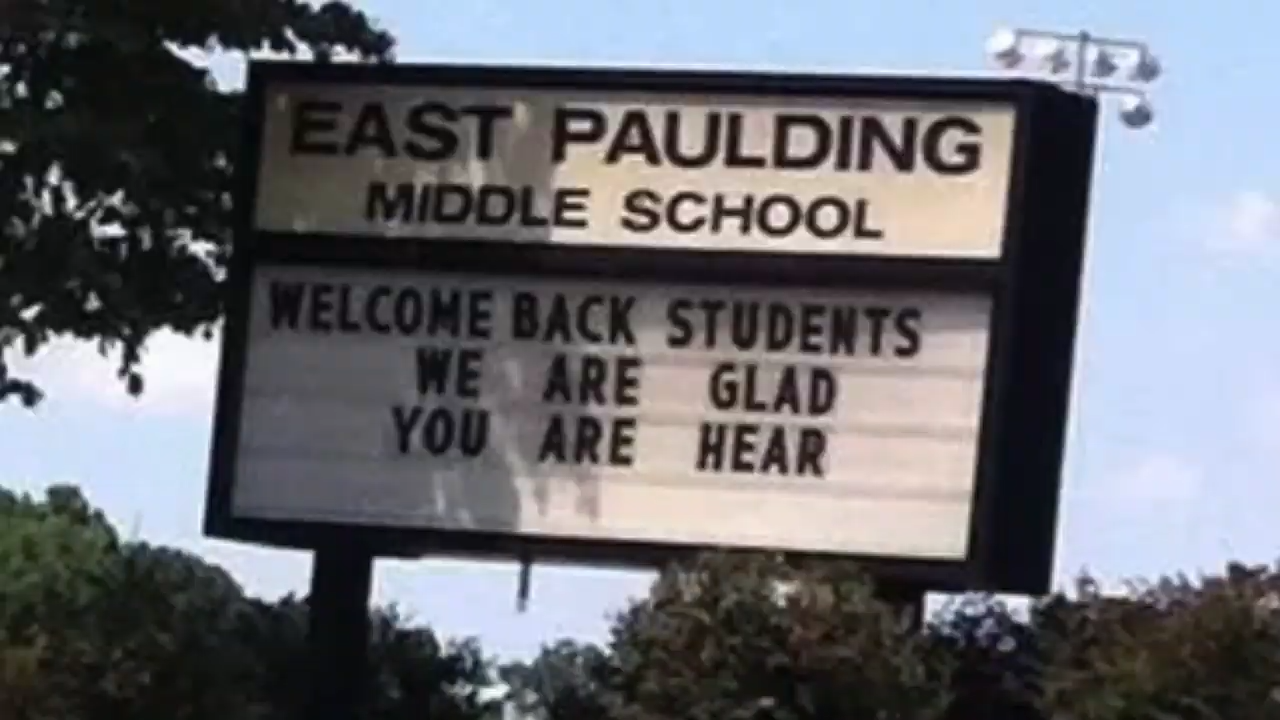 EAST PAULDING
MIDDLE SCHOOL
WELCOME BACK STUDENTS
WE ARE GLAD
YOU ARE HEAR